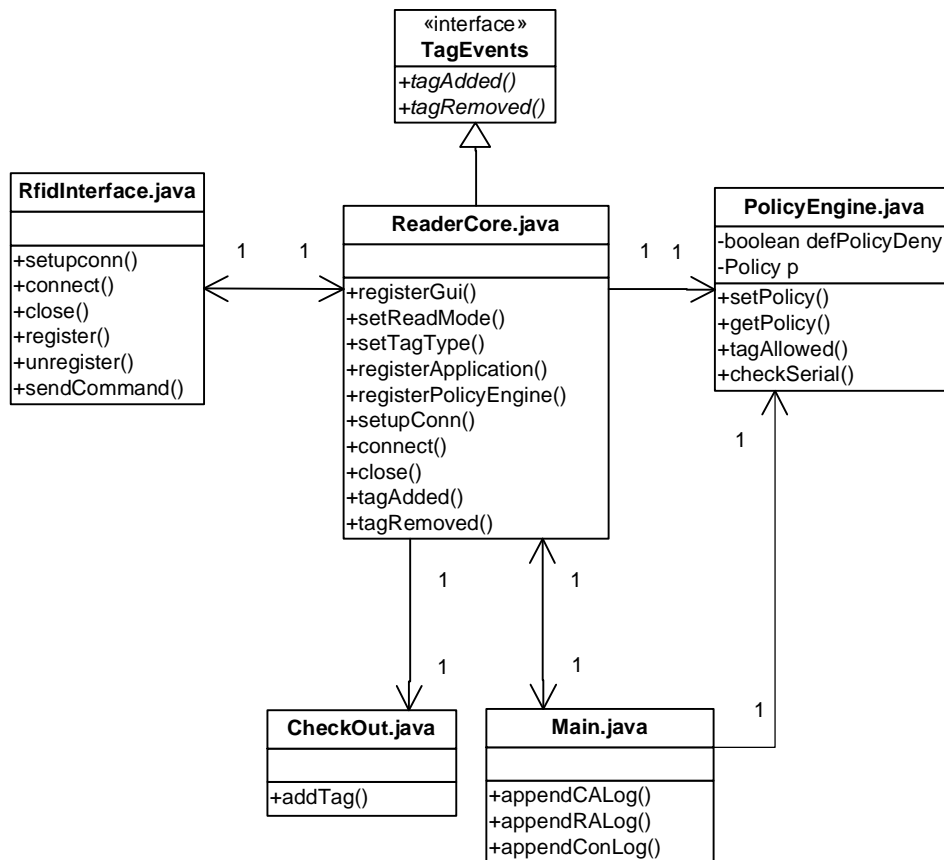 «interface»
TagEvents
+tagAdded()
+tagRemoved()
RfidInterface.java
+setupconn()
+connect()
+close()
+register()
+unregister()
+sendCommand()
1
1
ReaderCore.java
+registerGui()
+setReadMode()
+setTagType()
+registerApplication()
+registerPolicyEngine()
+setupConn()
+connect()
+close()
+tagAdded()
+tagRemoved()
1
1
PolicyEngine.java
-boolean defPolicyDeny
-Policy p
+setPolicy()
+getPolicy()
+tagAllowed()
+checkSerial()
1
1
1
1
1
1
CheckOut.java
+addTag()
Main.java
+appendCALog()
+appendRALog()
+appendConLog()